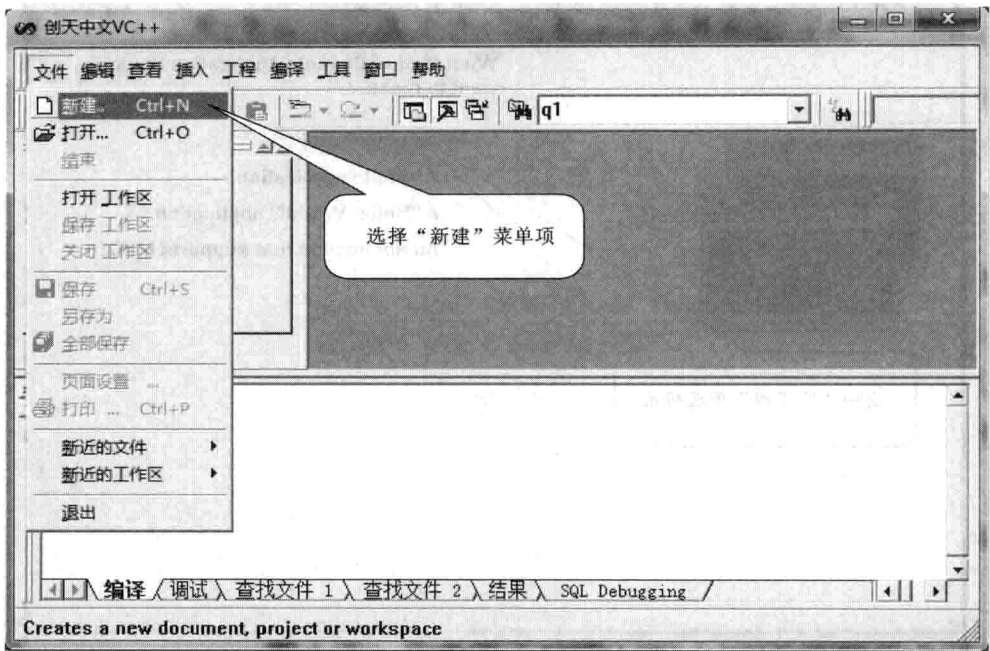 创天中文VC++
文件 编辑 查看 插入 工程 编译 工具 窗口 帮助
新建.. Ctrl+N
q1
打开... Ctrl+O
结束
打开 工作区
保存 工作区
关闭 工作区
选择“新建”菜单项
保存 Ctrl+S
另存为
全部保存
页面设置 ...
打印 ... Ctrl+P
新近的文件
新近的工作区
退出
编译 调试 查找文件 1 查找文件 2 结果 SQL Debugging
Creates a new document, project or workspace